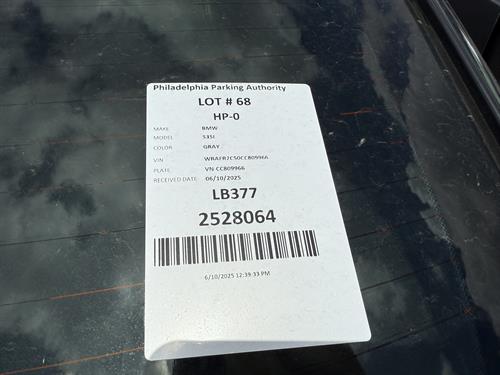 Philadelphia Parking Authority
LOT # 68
HP-0
MAKE BMW
MODEL 535I
COLOR GRAY
VIN WBAFR7C50CC809966
PLATE VN CC809966
RECEIVED DATE 06/10/2025
LB377
2528064
6/10/2025 12:39:33 PM